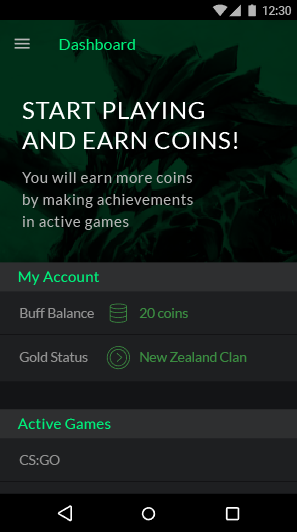 12:30
Dashboard
START PLAYING
AND EARN COINS!
You will earn more coins
by making achievements
in active games
My Account
Buff Balance 20 coins
Gold Status New Zealand Clan
Active Games
CS:GO